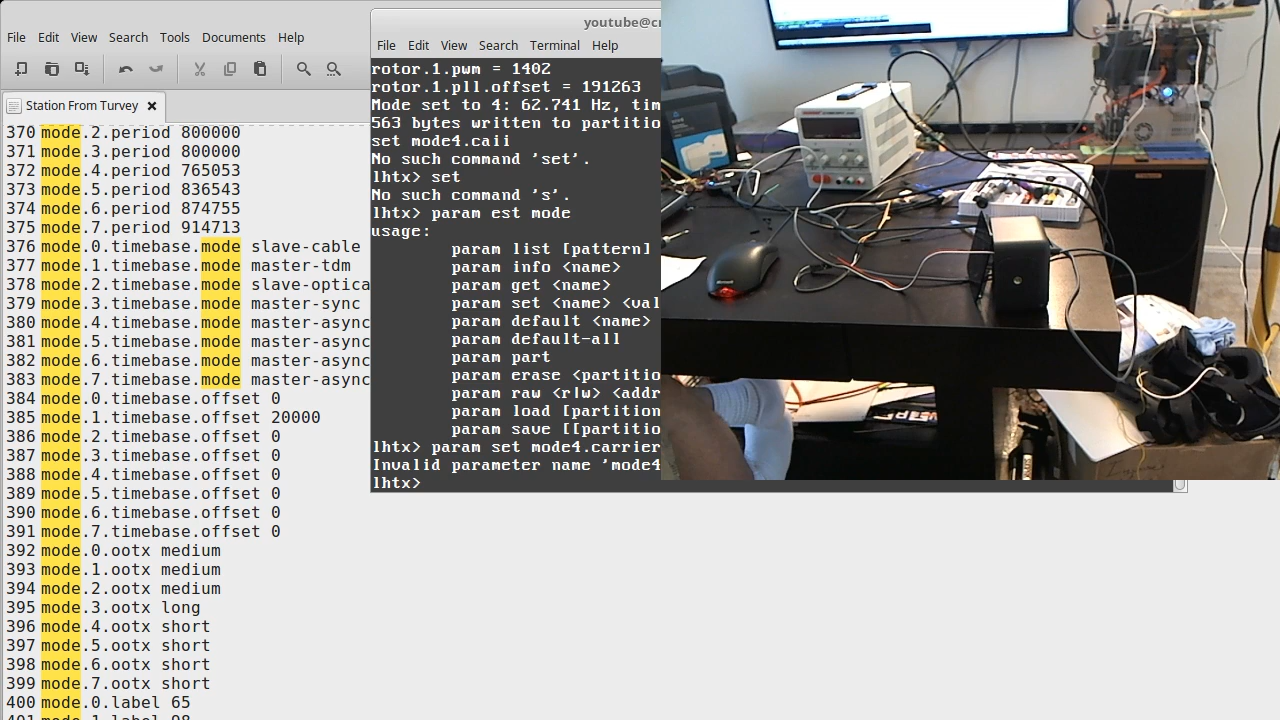 File Edit View Search Tools Documents Help
Station From Turvey
370 mode.2.period 800000
371 mode.3.period 800000
372 mode.4.period 765053
373 mode.5.period 836543
374 mode.6.period 874755
375 mode.7.period 914713
376 mode.0.timebase.mode slave-cable
377 mode.1.timebase.mode master-tdm
378 mode.2.timebase.mode slave-optica
379 mode.3.timebase.mode master-sync
380 mode.4.timebase.mode master-async
381 mode.5.timebase.mode master-async
382 mode.6.timebase.mode master-async
383 mode.7.timebase.mode master-async
384 mode.0.timebase.offset 0
385 mode.1.timebase.offset 20000
386 mode.2.timebase.offset 0
387 mode.3.timebase.offset 0
388 mode.4.timebase.offset 0
389 mode.5.timebase.offset 0
390 mode.6.timebase.offset 0
391 mode.7.timebase.offset 0
392 mode.0.ootx medium
393 mode.1.ootx medium
394 mode.2.ootx medium
395 mode.3.ootx long
396 mode.4.ootx short
397 mode.5.ootx short
398 mode.6.ootx short
399 mode.7.ootx short
400 mode.0.label 65
401 mode.1.label 98
youtube@cr
File Edit View Search Terminal Help
rotor.1.pwm = 1402
rotor.1.pll.offset = 191263
Mode set to 4: 62.741 Hz, tim
563 bytes written to partitio
set mode4.caii
No such command 'set'.
lhtx> set
No such command 's'.
lhtx> param est mode
usage:
param list [pattern]
param info <name>
param get <name>
param set <name> <val
param default <name>
param default-all
param part
param erase <partitio
param raw <rlw> <addr
param load [partition
param save [[partitio
lhtx> param set mode4.carrier
Invalid parameter name 'mode4
lhtx>